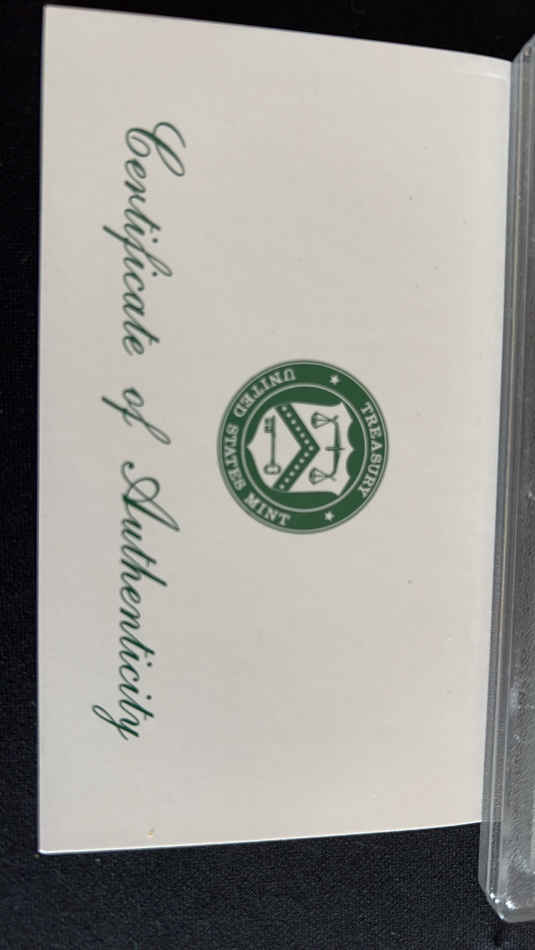 TREASURY
UNITED STATES MINT
Certificate of Authenticity